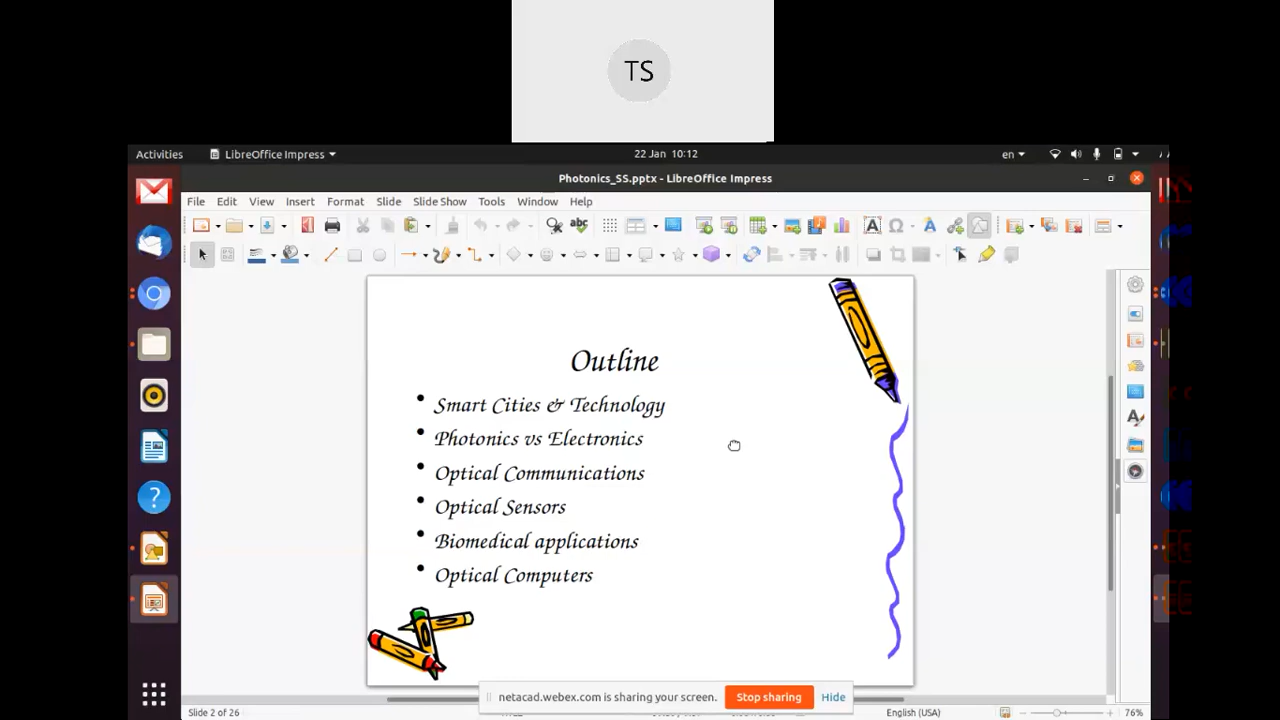 TS
Activities LibreOffice Impress 22 Jan 10:12 en
Photonics_SS.pptx - LibreOffice Impress
File Edit View Insert Format Slide Slide Show Tools Window Help
Outline
• Smart Cities & Technology
• Photonics vs Electronics
• Optical Communications
• Optical Sensors
• Biomedical applications
• Optical Computers
netacad.webex.com is sharing your screen. Stop sharing Hide
Slide 2 of 26 English (USA) 76%